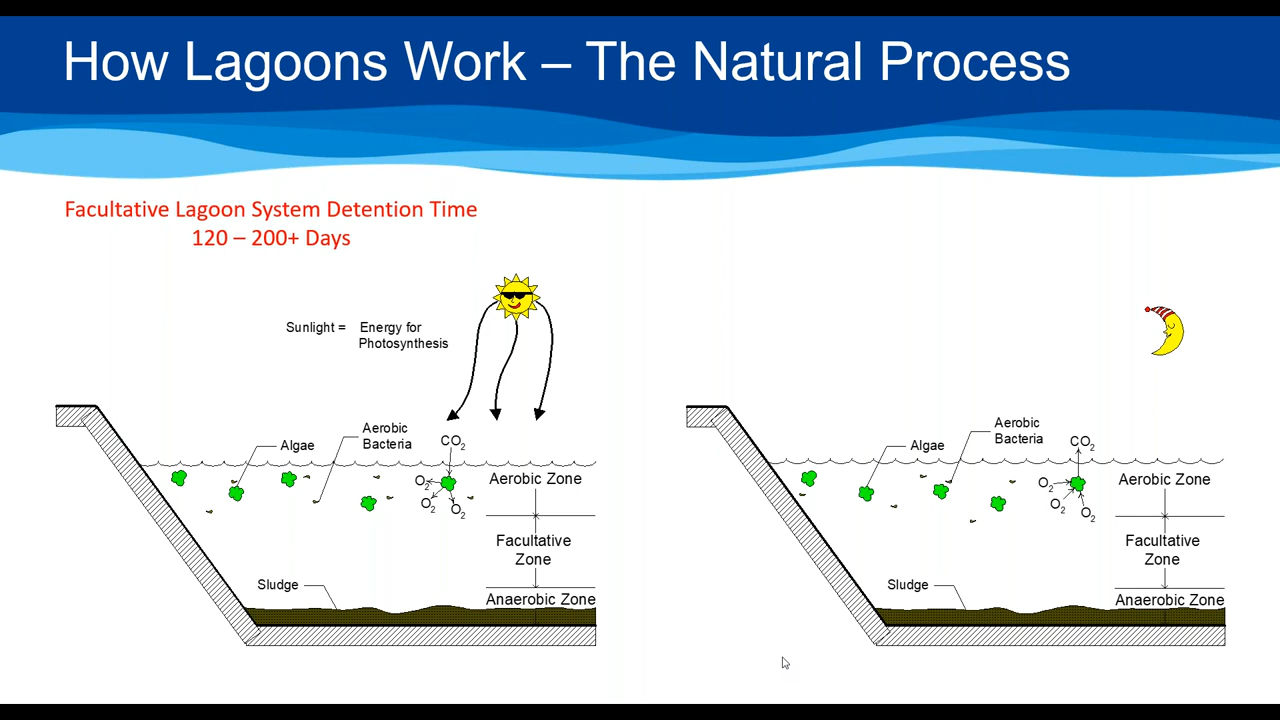 How Lagoons Work – The Natural Process
Facultative Lagoon System Detention Time
120 – 200+ Days
Sunlight = Energy for
Photosynthesis
Algae
Aerobic
Bacteria
CO2
O2
O2
O2
Aerobic Zone
Facultative
Zone
Sludge
Anaerobic Zone
Algae
Aerobic
Bacteria
CO2
O2
O2
O2
Aerobic Zone
Facultative
Zone
Sludge
Anaerobic Zone